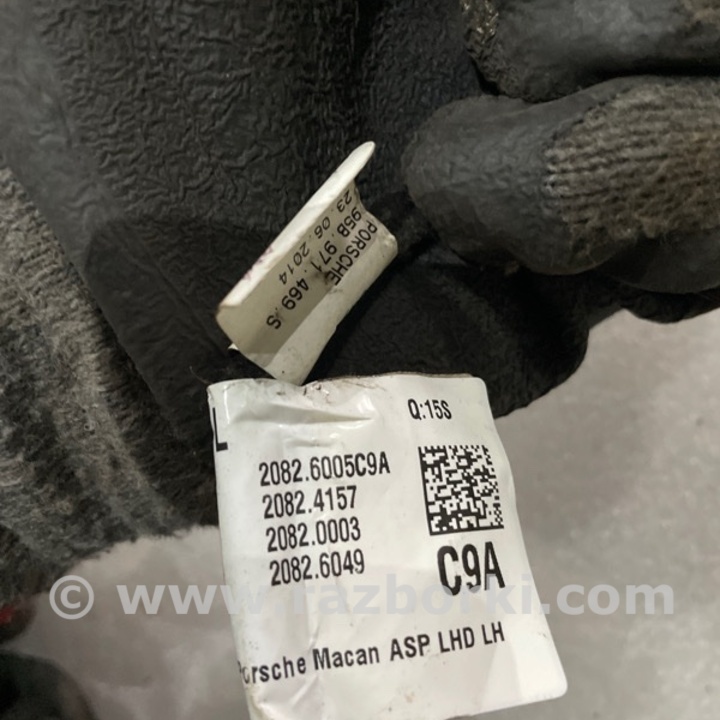 PORSCHE
95B.971.469.S
23 06 2014
L
Q:15S
2082.6005C9A
2082.4157
2082.0003
2082.6049
C9A
© www.razborki.com
Porsche Macan ASP LHD LH